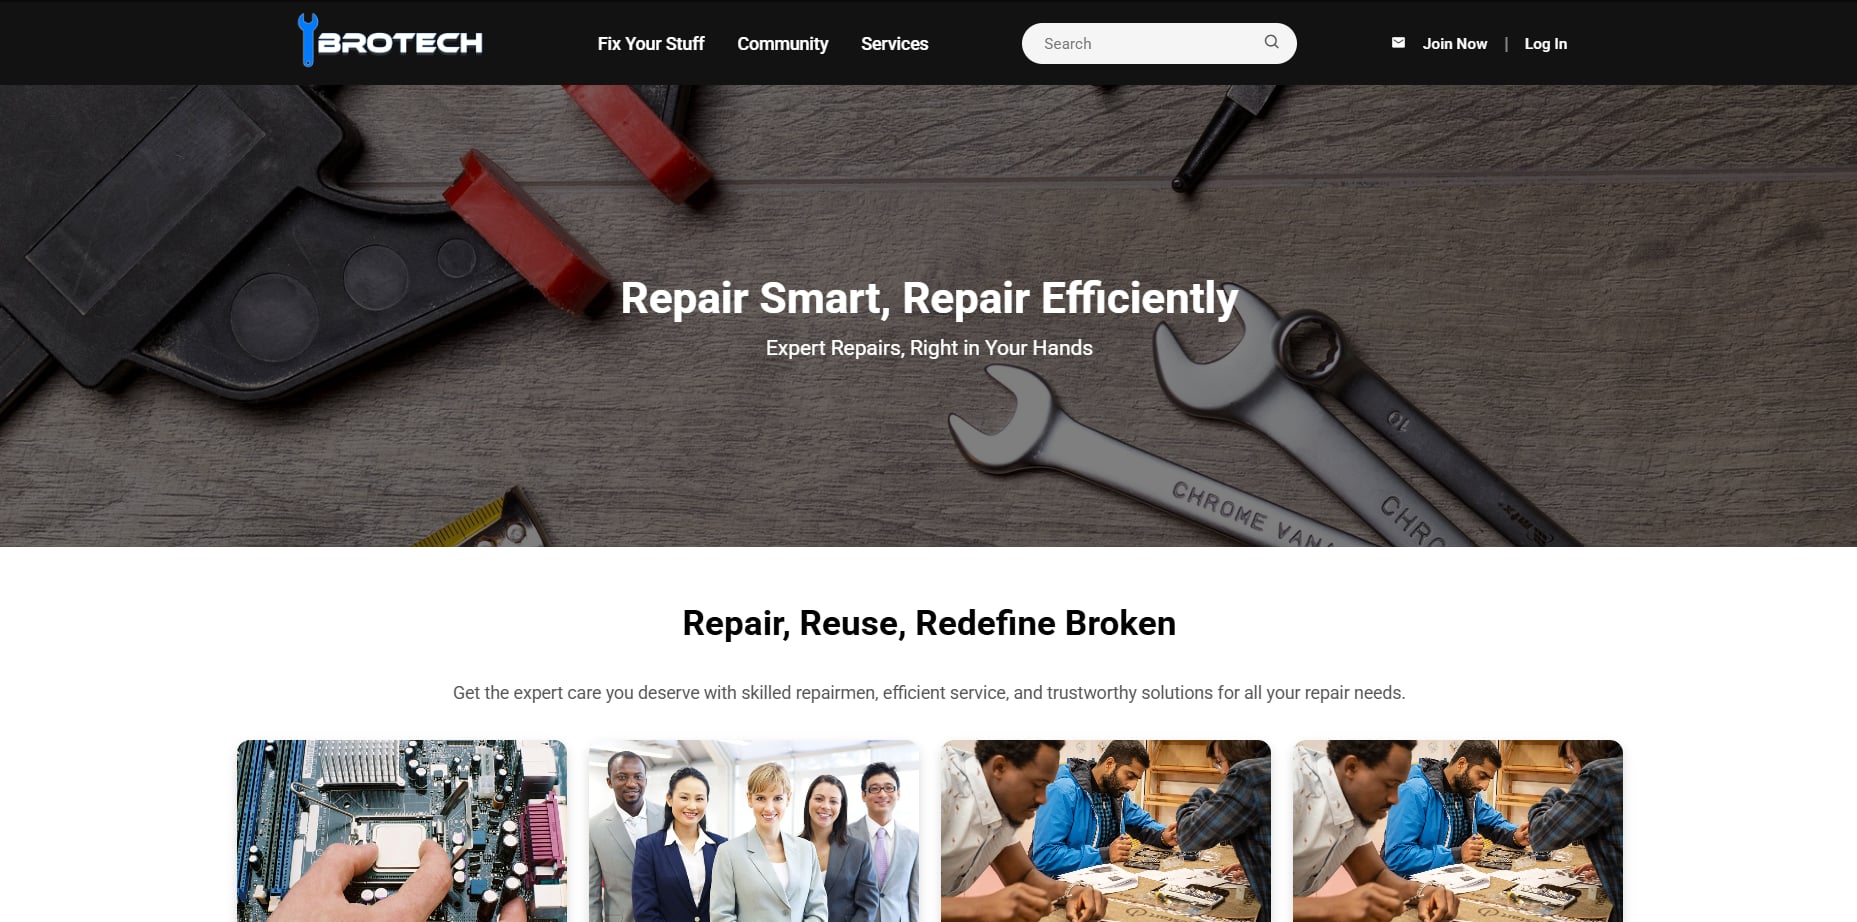 BROTECH
Fix Your Stuff
Community
Services
Search
Join Now | Log In
Repair Smart, Repair Efficiently
Expert Repairs, Right in Your Hands
10
CHROME VANA
CHRO
Repair, Reuse, Redefine Broken
Get the expert care you deserve with skilled repairmen, efficient service, and trustworthy solutions for all your repair needs.